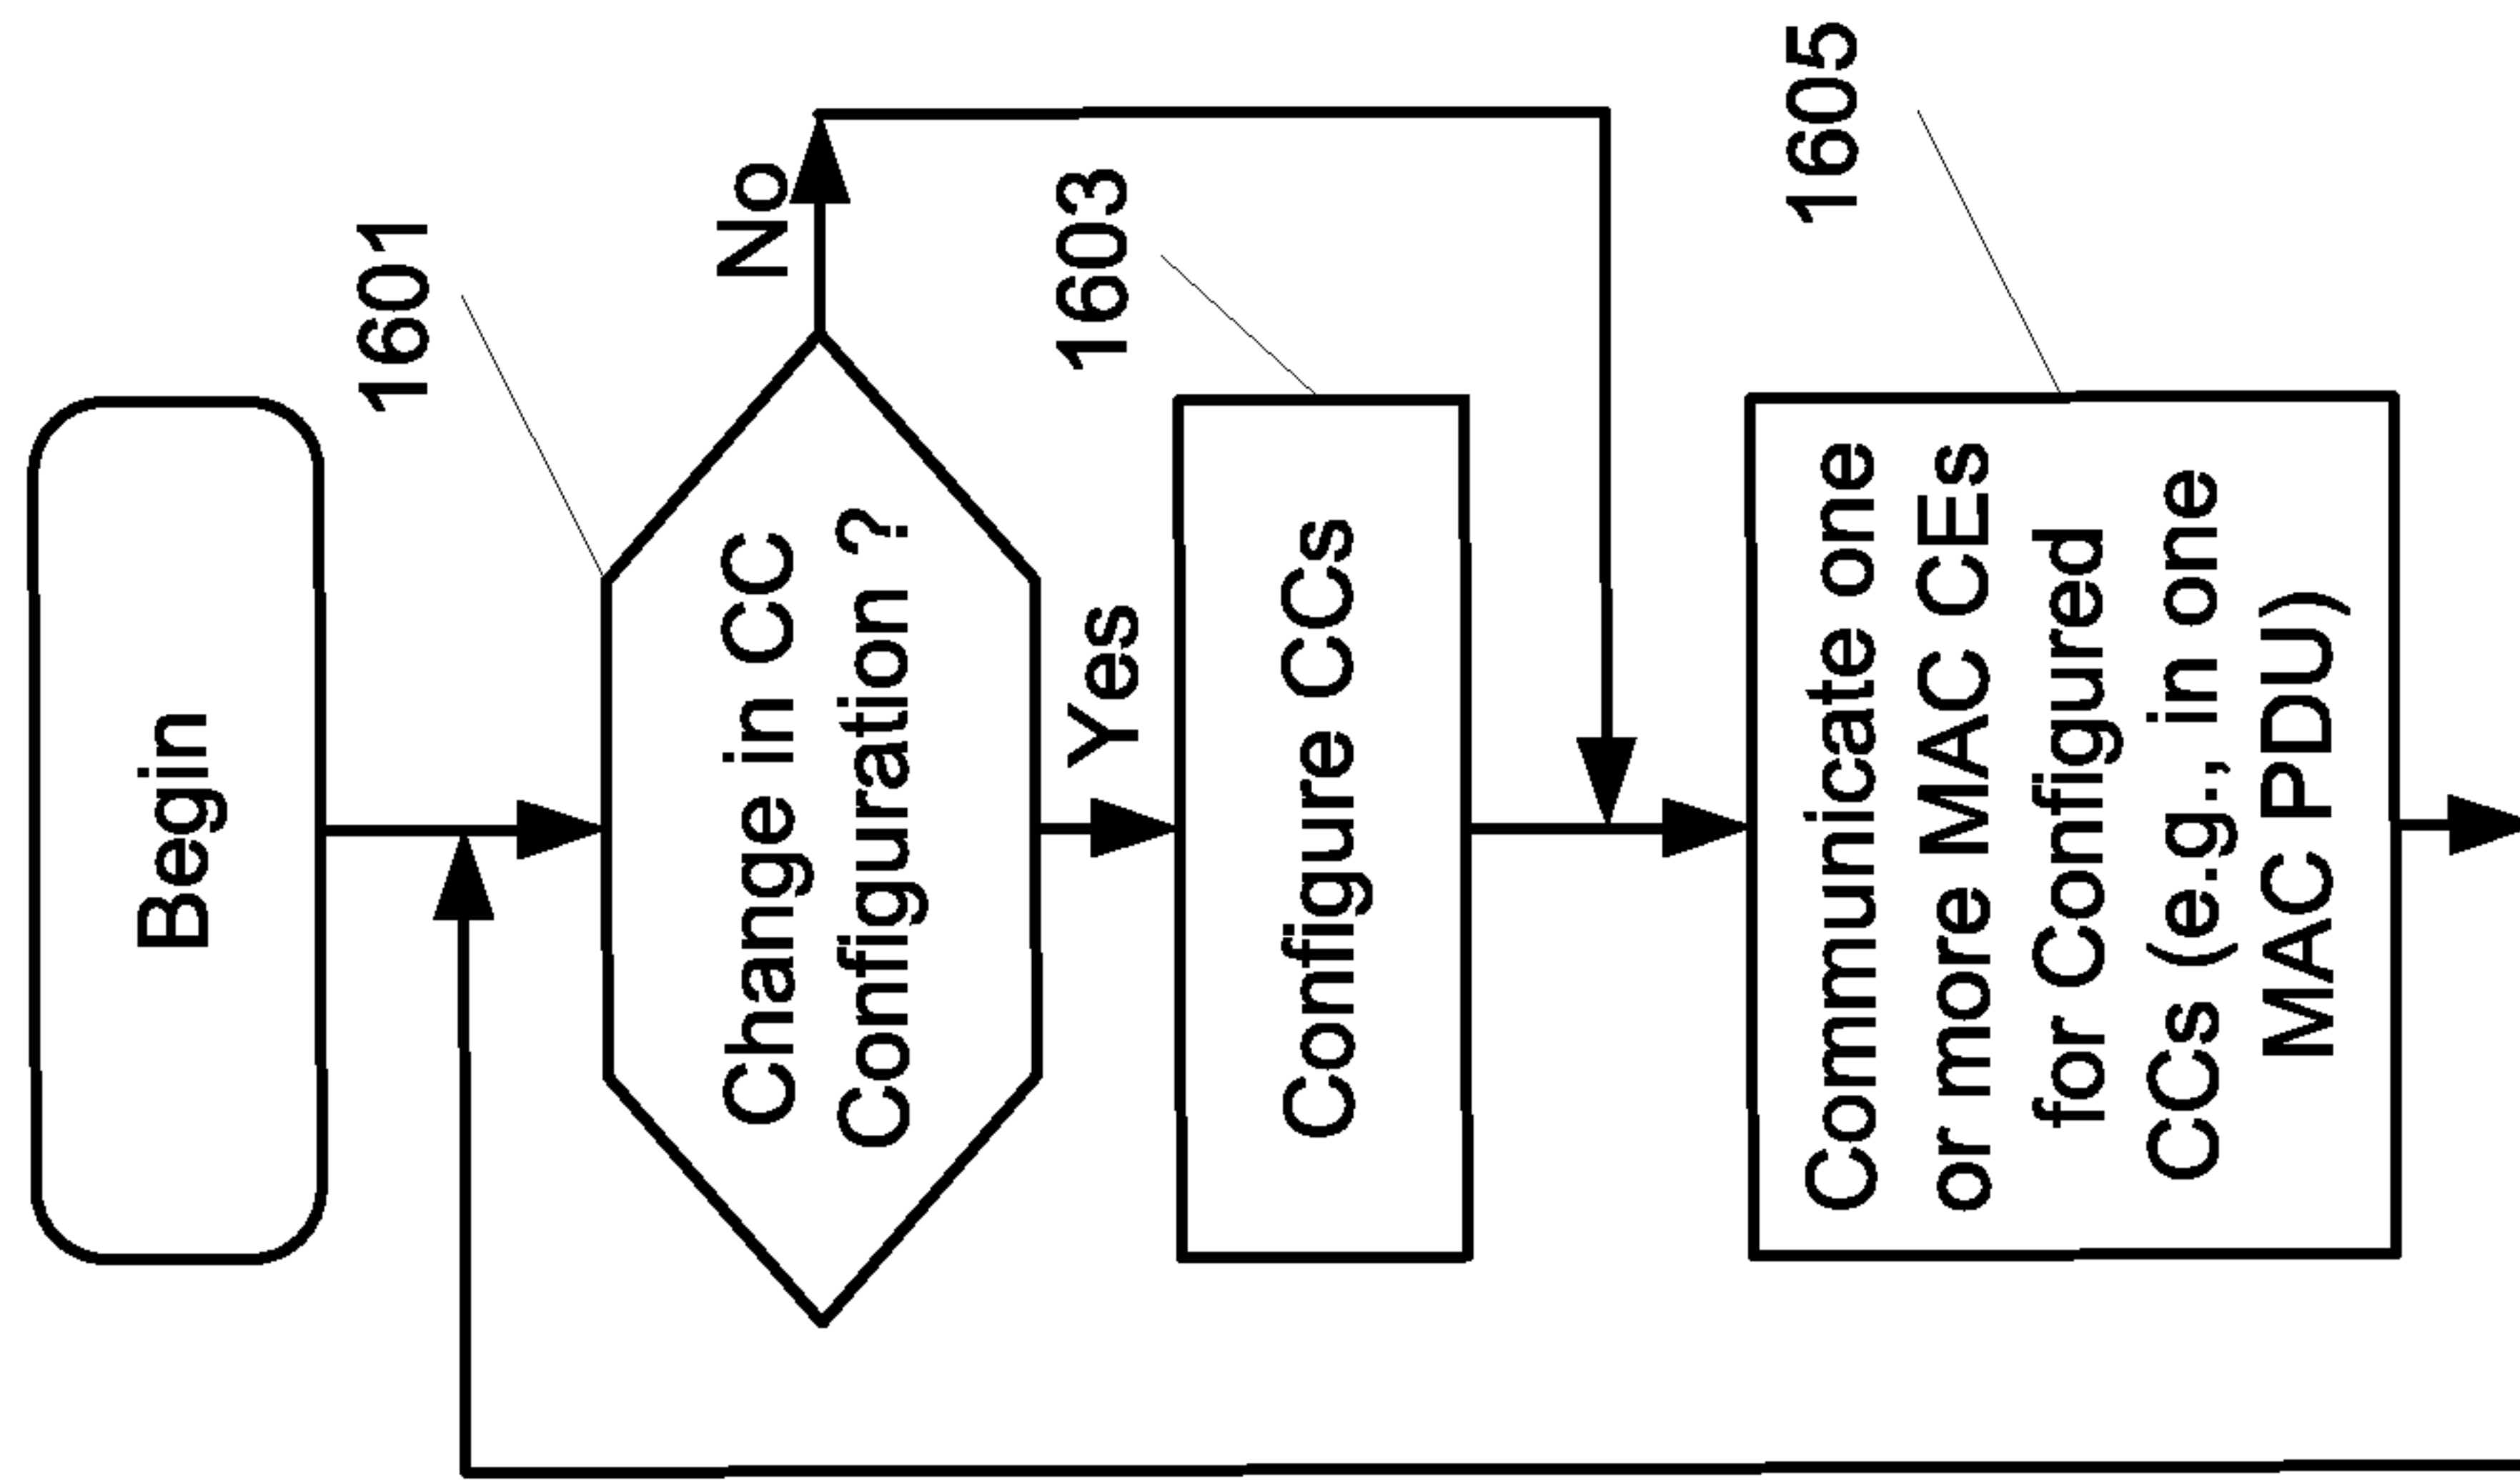 Begin
1601
Change in CC
Configuration ?
No
Yes
1603
Configure CCs
1605
Communicate one
or more MAC CEs
for Configured
CCs (e.g., in one
MAC PDU)